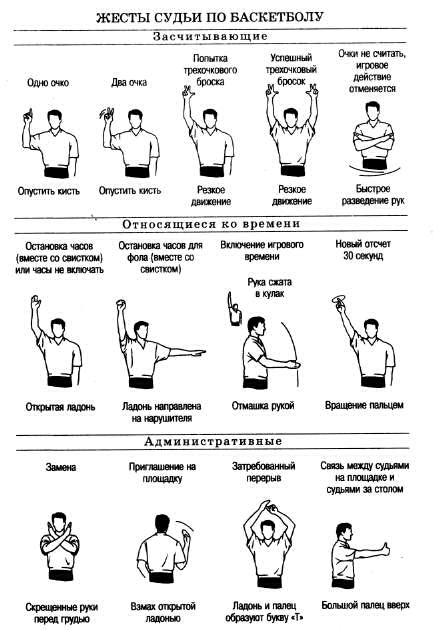 ЖЕСТЫ СУДЬИ ПО БАСКЕТБОЛУ
Засчитывающие
Одно очко
Два очка
Попытка
трехочкового
броска
Успешный
трехочковый
бросок
Очки не считать,
игровое
действие
отменяется
Опустить кисть
Опустить кисть
Резкое
движение
Резкое
движение
Быстрое
разведение рук
Относящиеся ко времени
Остановка часов
(вместе со свистком)
или часы не включать
Остановка часов для
фола (вместе со
свистком)
Включение игрового
времени
Новый отсчет
30 секунд
Рука сжата
в кулак
Открытая ладонь
Ладонь направлена
на нарушителя
Отмашка рукой
Вращение пальцем
Административные
Замена
Приглашение на
площадку
Затребованный
перерыв
Связь между судьями
на площадке и
судьями за столом
Скрещенные руки
перед грудью
Взмах открытой
ладонью
Ладонь и палец
образуют букву «Т»
Большой палец вверх